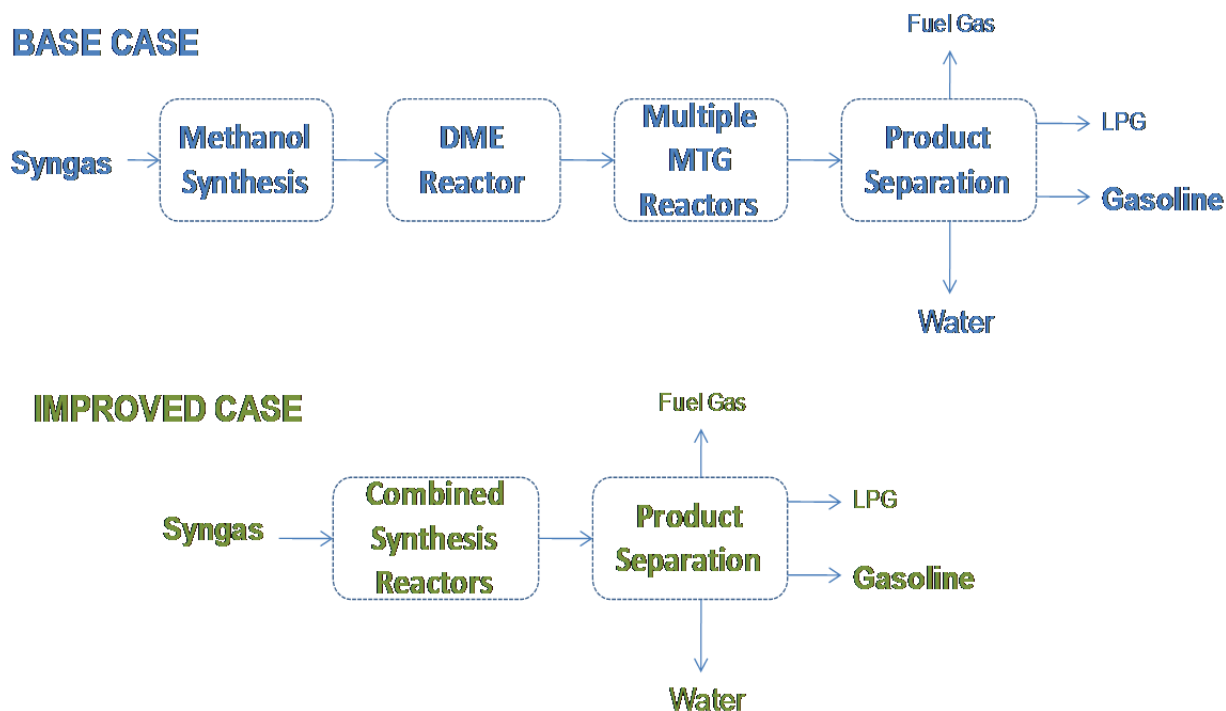 BASE CASE
Fuel Gas
Syngas
Methanol
Synthesis
DME
Reactor
Multiple
MTG
Reactors
Product
Separation
LPG
Gasoline
Water
IMPROVED CASE
Fuel Gas
Syngas
Combined
Synthesis
Reactors
Product
Separation
LPG
Gasoline
Water